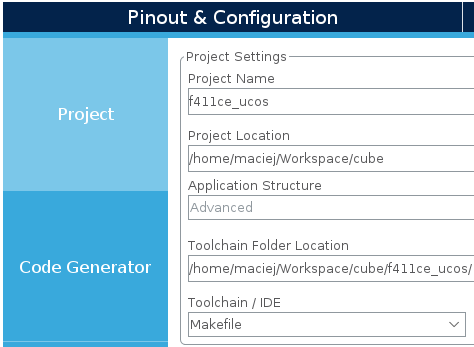 Pinout & Configuration
Project
Code Generator
Project Settings
Project Name
f411ce_ucos
Project Location
/home/maciej/Workspace/cube
Application Structure
Advanced
Toolchain Folder Location
/home/maciej/Workspace/cube/f411ce_ucos/
Toolchain / IDE
Makefile